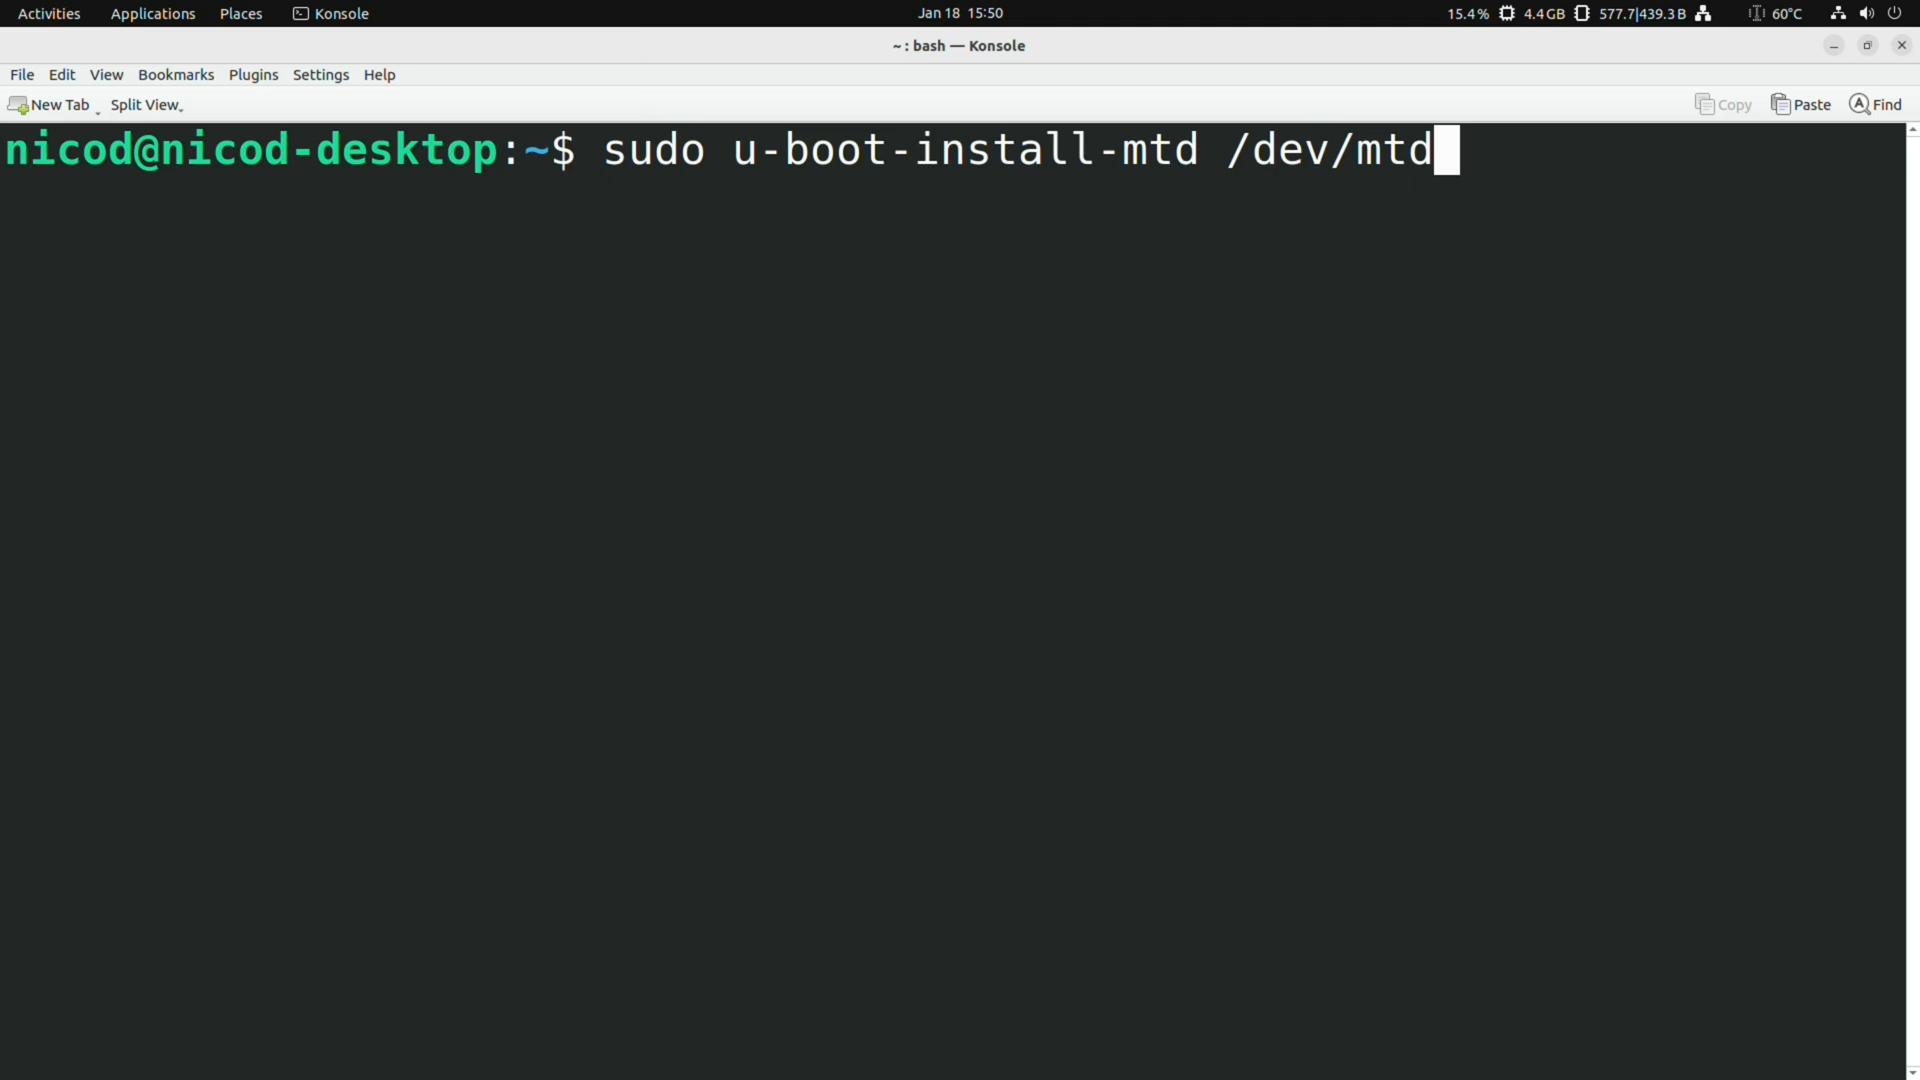 Activities Applications Places Konsole Jan 18 15:50 15.4% 4.4GB 577.7|439.3B 60°C
~ : bash — Konsole
File Edit View Bookmarks Plugins Settings Help
New Tab Split View Copy Paste Find
nicod@nicod-desktop:~$ sudo u-boot-install-mtd /dev/mtd